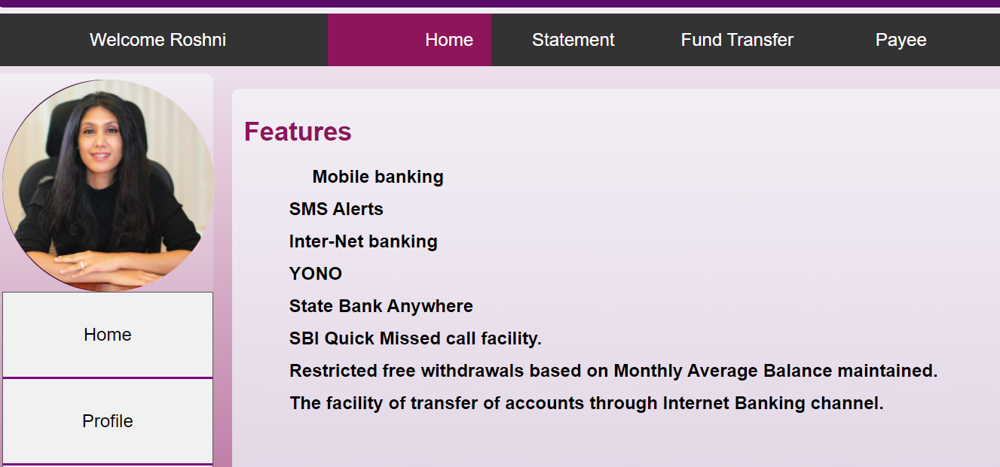 Welcome Roshni
Home
Statement
Fund Transfer
Payee
Features
Mobile banking
SMS Alerts
Inter-Net banking
YONO
State Bank Anywhere
SBI Quick Missed call facility.
Restricted free withdrawals based on Monthly Average Balance maintained.
The facility of transfer of accounts through Internet Banking channel.
Home
Profile